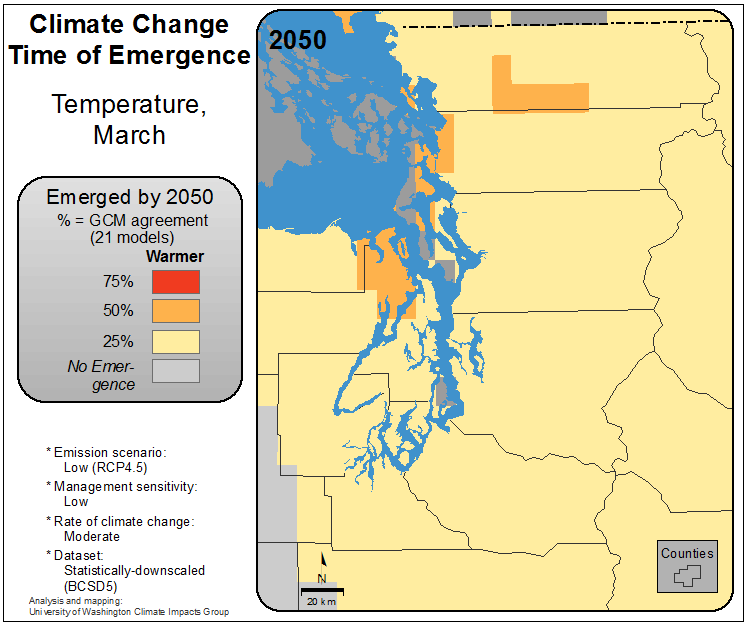 Climate Change
Time of Emergence
Temperature,
March
Emerged by 2050
% = GCM agreement
(21 models)
Warmer
75%
50%
25%
No Emer-
gence
* Emission scenario:
Low (RCP4.5)
* Management sensitivity:
Low
* Rate of climate change:
Moderate
* Dataset:
Statistically-downscaled
(BCSD5)
Analysis and mapping:
University of Washington Climate Impacts Group
2050
Counties
N
20 km